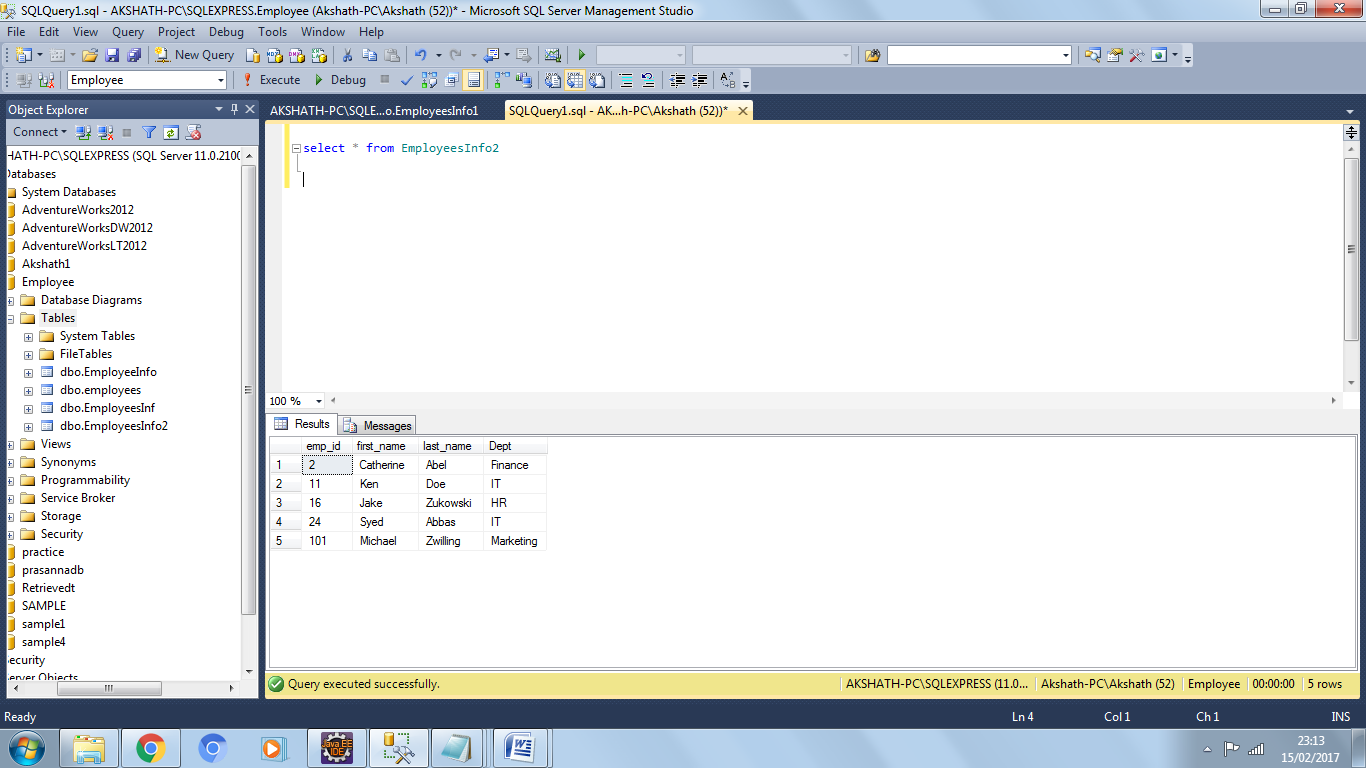 SQLQuery1.sql - AKSHATH-PC\SQLEXPRESS.Employee (Akshath-PC\Akshath (52))* - Microsoft SQL Server Management Studio
File Edit View Query Project Debug Tools Window Help
New Query
Employee Execute Debug
Object Explorer
Connect
HATH-PC\SQLEXPRESS (SQL Server 11.0.2100
Databases
System Databases
AdventureWorks2012
AdventureWorksDW2012
AdventureWorksLT2012
Akshath1
Employee
Database Diagrams
Tables
System Tables
FileTables
dbo.EmployeeInfo
dbo.employees
dbo.EmployeesInf
dbo.EmployeesInfo2
Views
Synonyms
Programmability
Service Broker
Storage
Security
practice
prasannadb
Retrievedt
SAMPLE
sample1
sample4
Security
Server Objects
AKSHATH-PC\SQLE...o.EmployeesInfo1 SQLQuery1.sql - AK...h-PC\Akshath (52))*
select * from EmployeesInfo2
100 %
Results Messages
emp_id first_name last_name Dept
1 2 Catherine Abel Finance
2 11 Ken Doe IT
3 16 Jake Zukowski HR
4 24 Syed Abbas IT
5 101 Michael Zwilling Marketing
Query executed successfully. AKSHATH-PC\SQLEXPRESS (11.0... Akshath-PC\Akshath (52) Employee 00:00:00 5 rows
Ready Ln 4 Col 1 Ch 1 INS
Java EE
IDE
23:13
15/02/2017